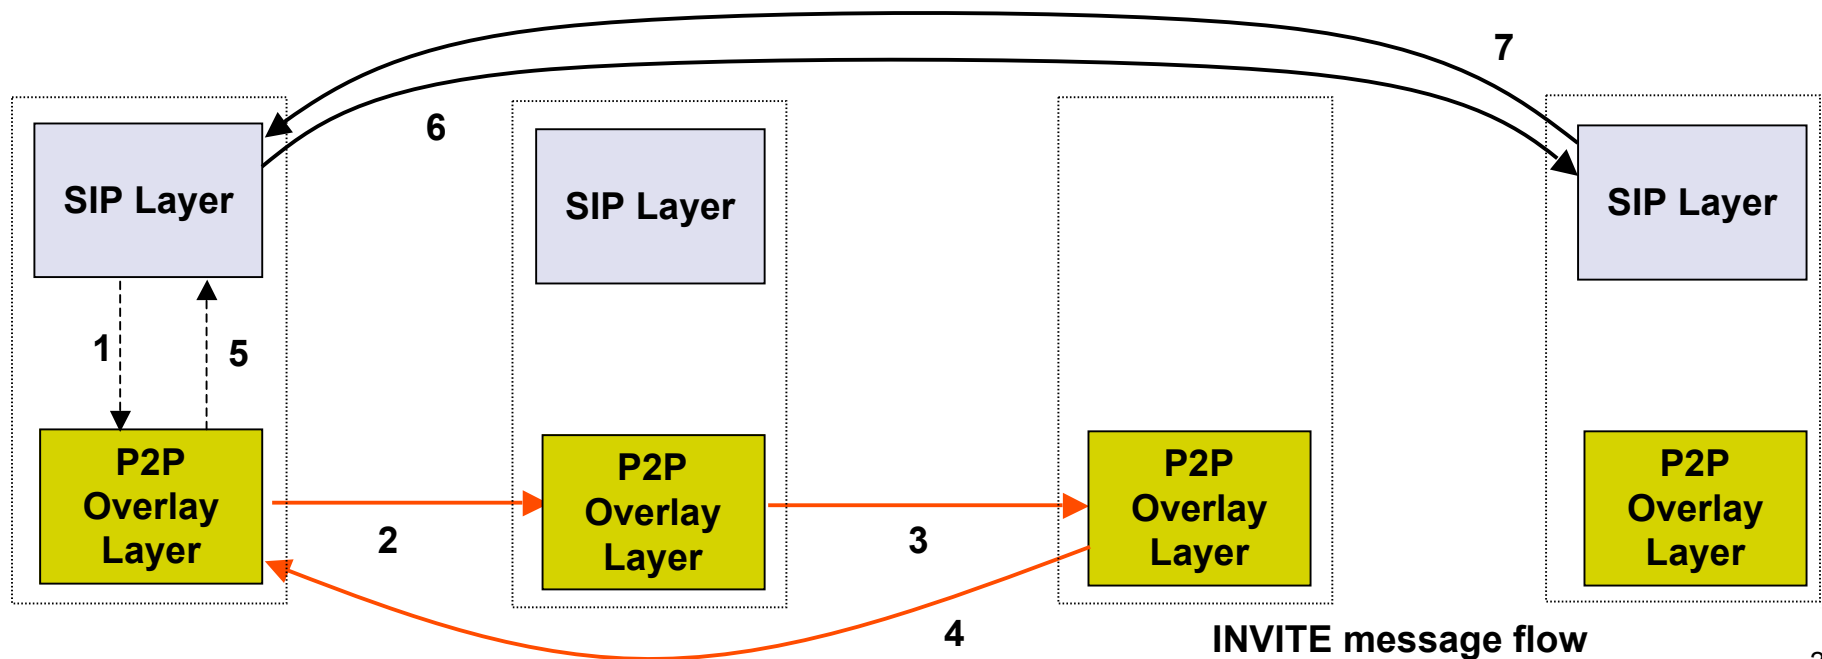 7
6
SIP Layer
SIP Layer
SIP Layer
1
5
P2P
Overlay
Layer
P2P
Overlay
Layer
P2P
Overlay
Layer
P2P
Overlay
Layer
2
3
4
INVITE message flow